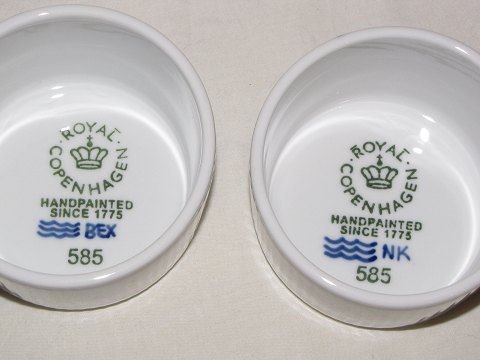 ROYAL
COPENHAGEN
HANDPAINTED
SINCE 1775
BEX
585
ROYAL
COPENHAGEN
HANDPAINTED
SINCE 1775
NK
585